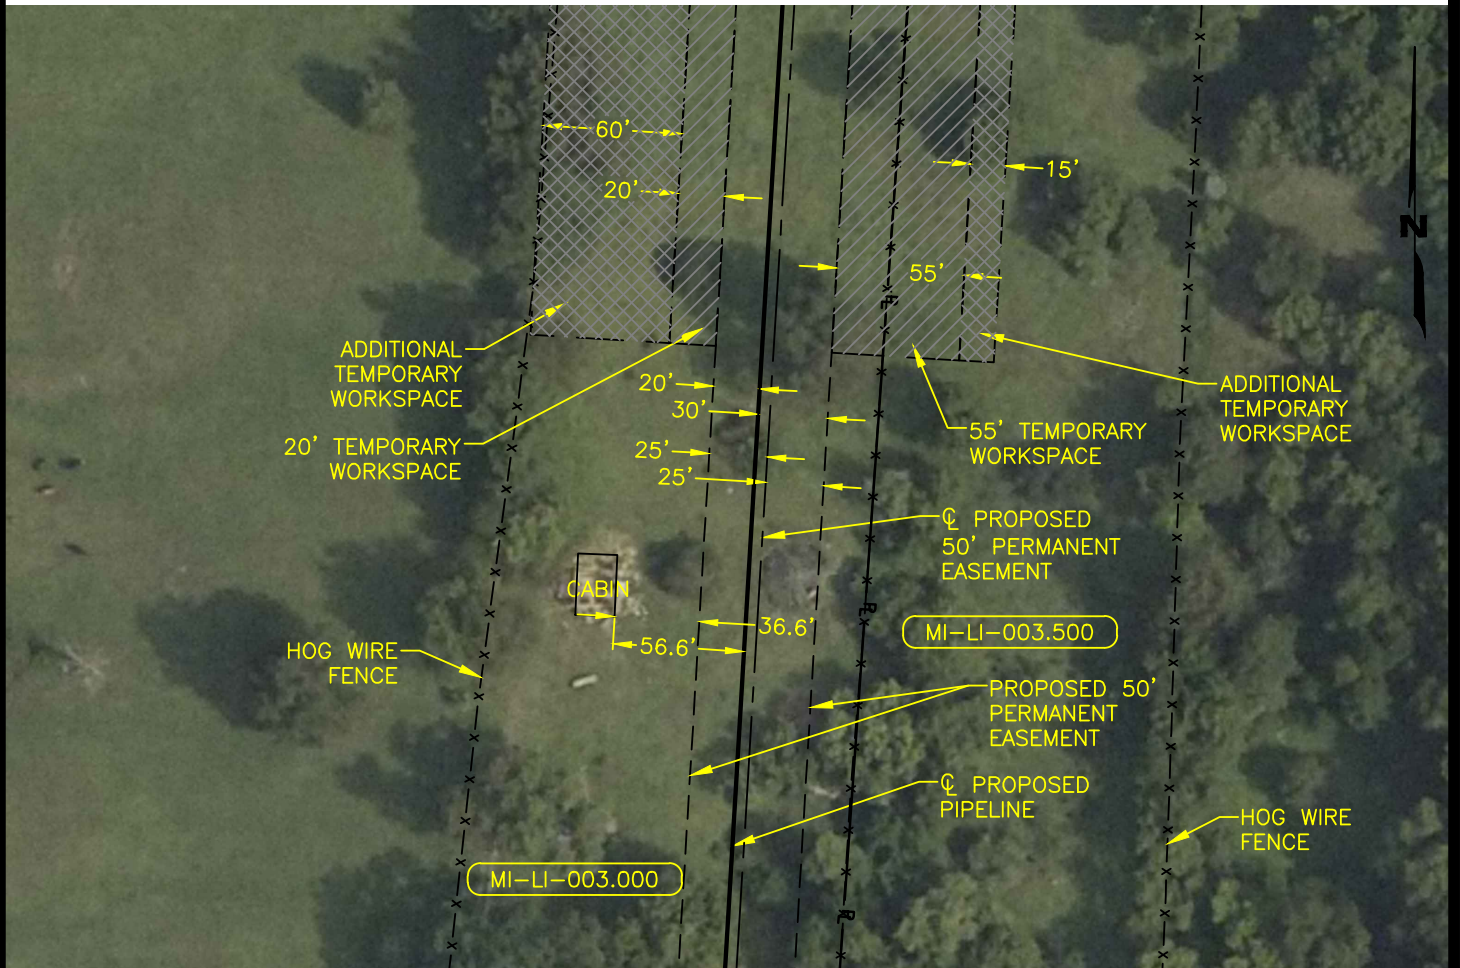 60'
20'
15'
55'
N
ADDITIONAL
TEMPORARY
WORKSPACE
20' TEMPORARY
WORKSPACE
20'
30'
25'
25'
55' TEMPORARY
WORKSPACE
ADDITIONAL
TEMPORARY
WORKSPACE
℄ PROPOSED
50' PERMANENT
EASEMENT
CABIN
36.6'
56.6'
MI-LI-003.500
HOG WIRE
FENCE
PROPOSED 50'
PERMANENT
EASEMENT
℄ PROPOSED
PIPELINE
HOG WIRE
FENCE
MI-LI-003.000